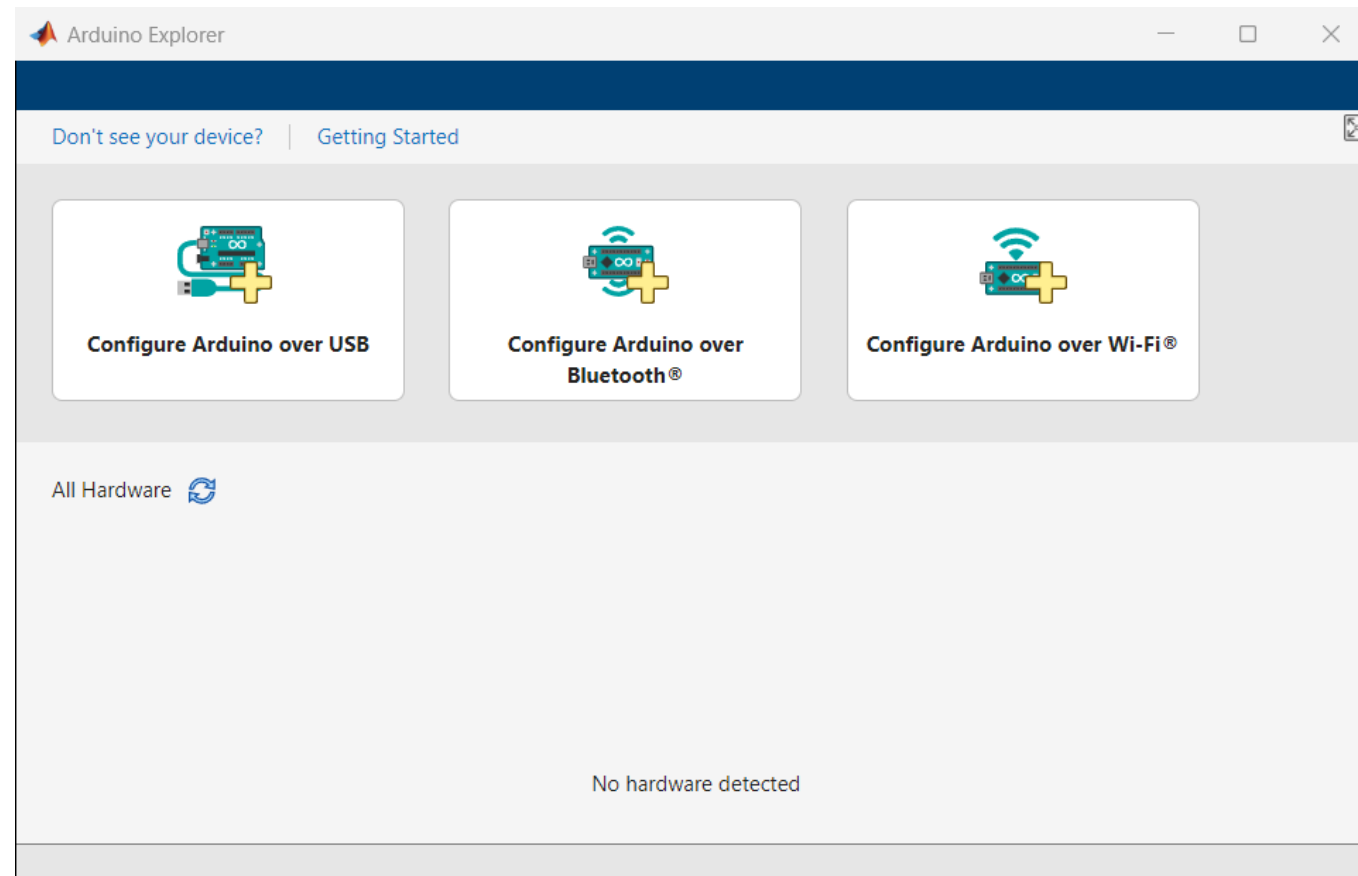 Arduino Explorer
Don't see your device? Getting Started
Configure Arduino over USB
Configure Arduino over
Bluetooth®
Configure Arduino over Wi-Fi®
All Hardware
No hardware detected